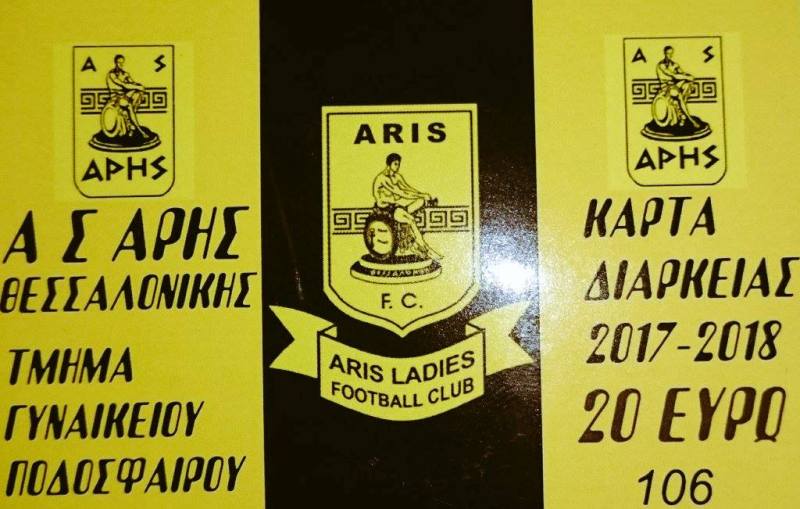 Α Σ
ΑΡΗΣ
Α Σ ΑΡΗΣ
ΘΕΣΣΑΛΟΝΙΚΗΣ
ΤΜΗΜΑ
ΓΥΝΑΙΚΕΙΟΥ
ΠΟΔΟΣΦΑΙΡΟΥ
ARIS
ΘΕΣΣΑΛΟΝΙΚΗ
F. C.
ARIS LADIES
FOOTBALL CLUB
Α Σ
ΑΡΗΣ
ΚΑΡΤΑ
ΔΙΑΡΚΕΙΑΣ
2017-2018
20 ΕΥΡΩ
106